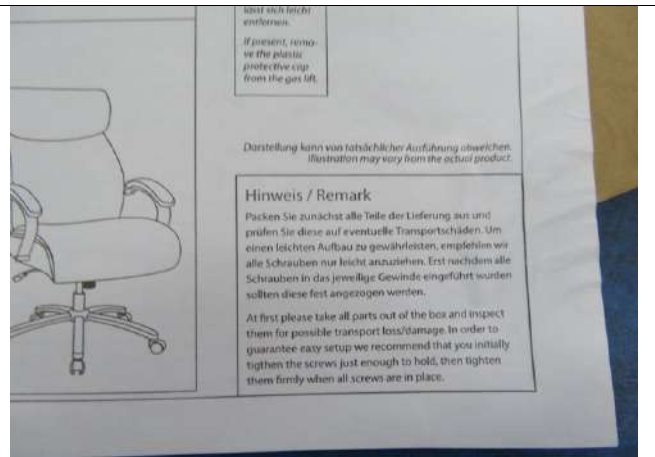 lässt sich leicht
entfernen.
If present, remo-
ve the plastic
protective cap
from the gas lift.
Darstellung kann von tatsächlicher Ausführung abweichen.
Illustration may vary from the actual product.
Hinweis / Remark
Packen Sie zunächst alle Teile der Lieferung aus und
prüfen Sie diese auf eventuelle Transportschäden. Um
einen leichten Aufbau zu gewährleisten, empfehlen wir
alle Schrauben nur leicht anzuziehen. Erst nachdem alle
Schrauben in das jeweilige Gewinde eingeführt wurden
sollten diese fest angezogen werden.
At first please take all parts out of the box and inspect
them for possible transport loss/damage. In order to
guarantee easy setup we recommend that you initially
tigthen the screws just enough to hold, then tighten
them firmly when all screws are in place.